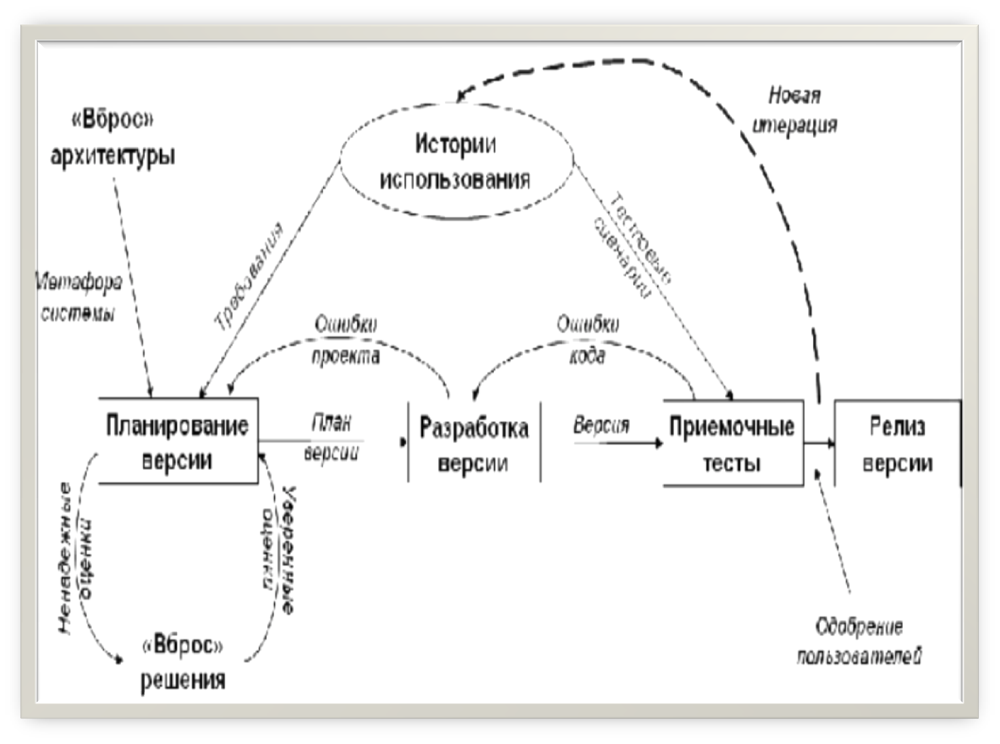 Новая
итерация
«Вброс»
архитектуры
Истории
использования
Тестовые
сценарии
Требования
Метафора
системы
Ошибки
проекта
Ошибки
кода
Планирование
версии
План
версии
Разработка
версии
Версия
Приемочные
тесты
Релиз
версии
Ненадежные
оценки
Уверенные
оценки
«Вброс»
решения
Одобрение
пользователей